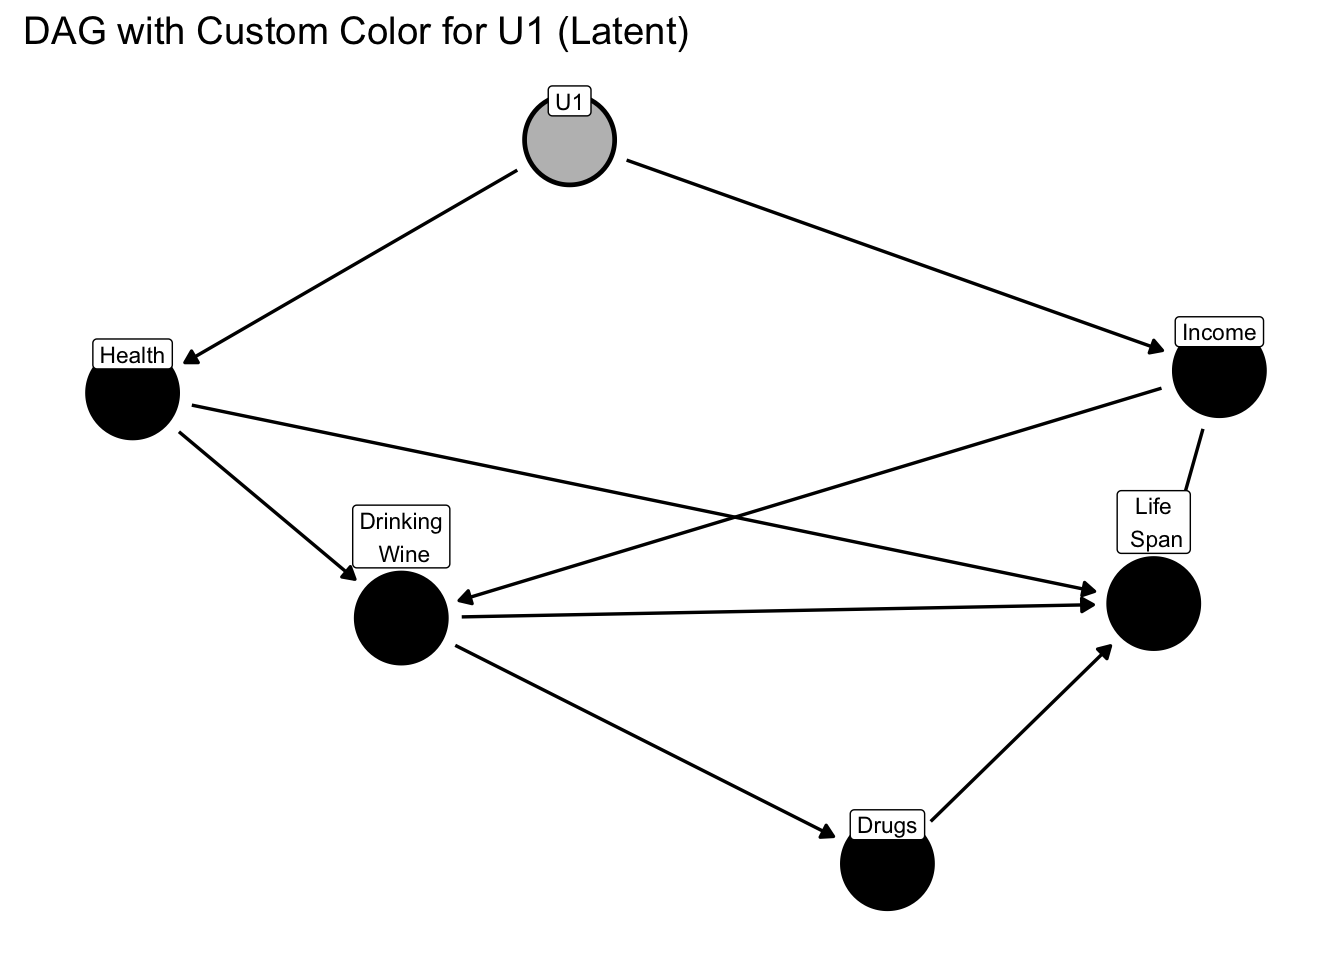 DAG with Custom Color for U1 (Latent)
U1
Income
Health
Life
Span
Drinking
Wine
Drugs